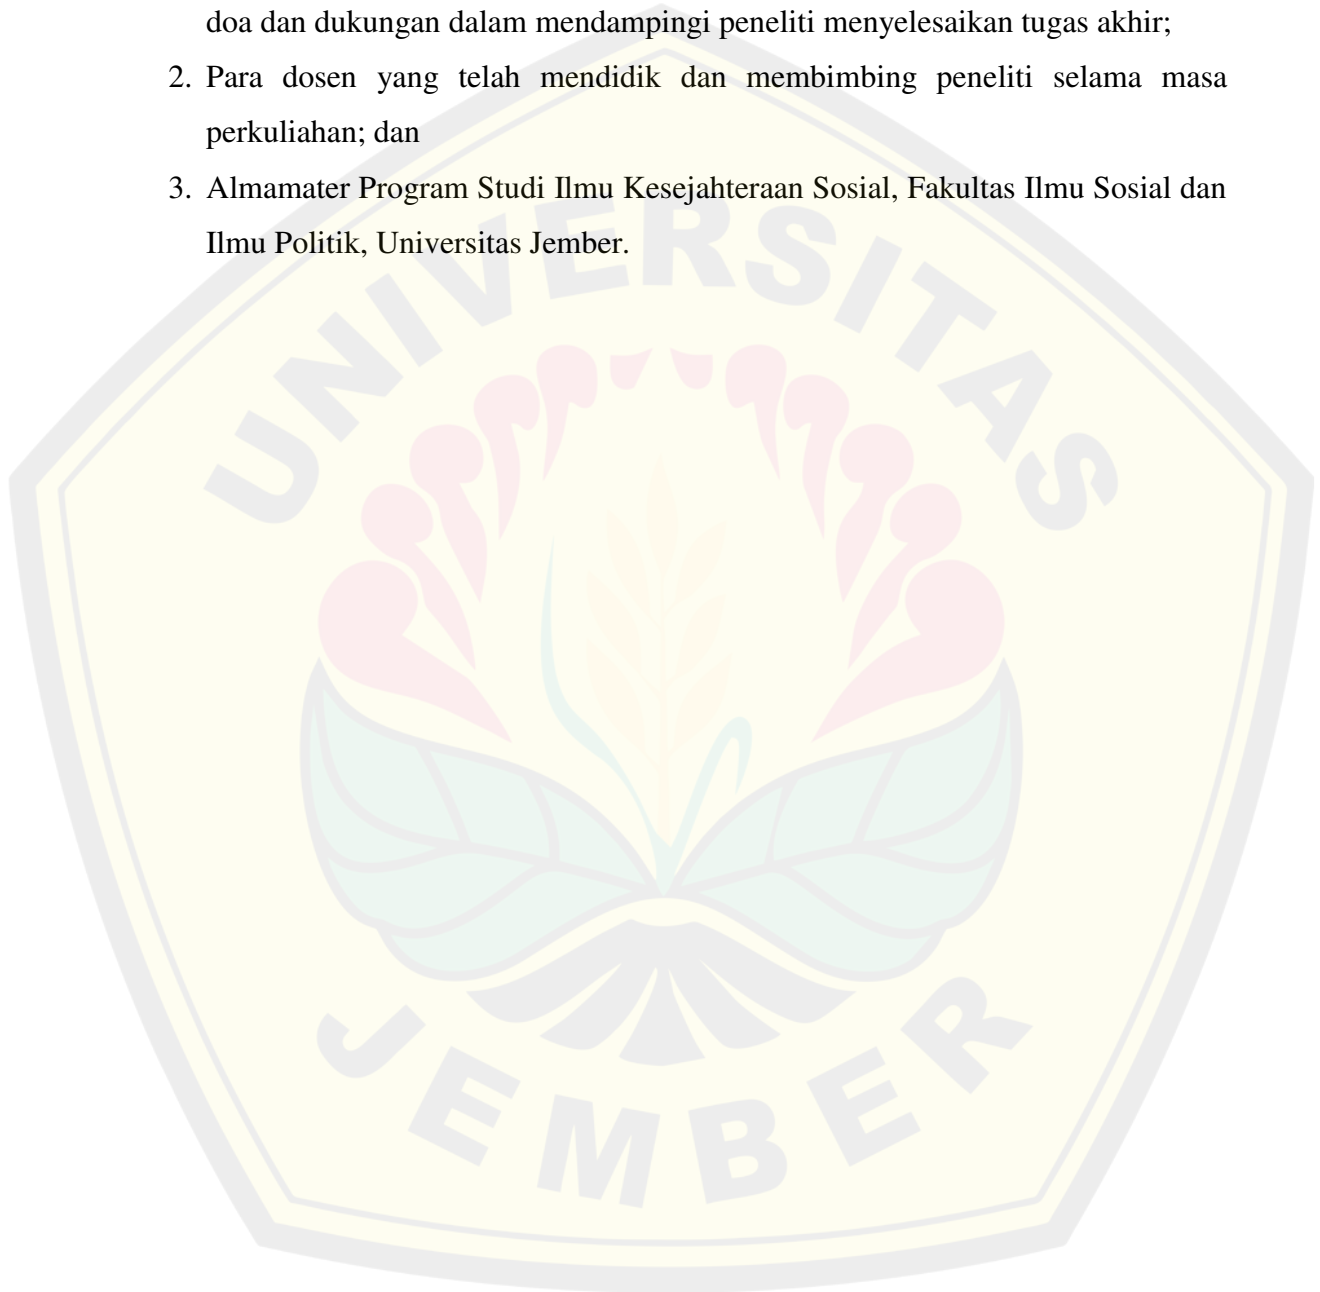 doa dan dukungan dalam mendampingi peneliti menyelesaikan tugas akhir;
2. Para dosen yang telah mendidik dan membimbing peneliti selama masa
perkuliahan; dan
3. Almamater Program Studi Ilmu Kesejahteraan Sosial, Fakultas Ilmu Sosial dan
Ilmu Politik, Universitas Jember.
UNIVERSITAS
JEMBER